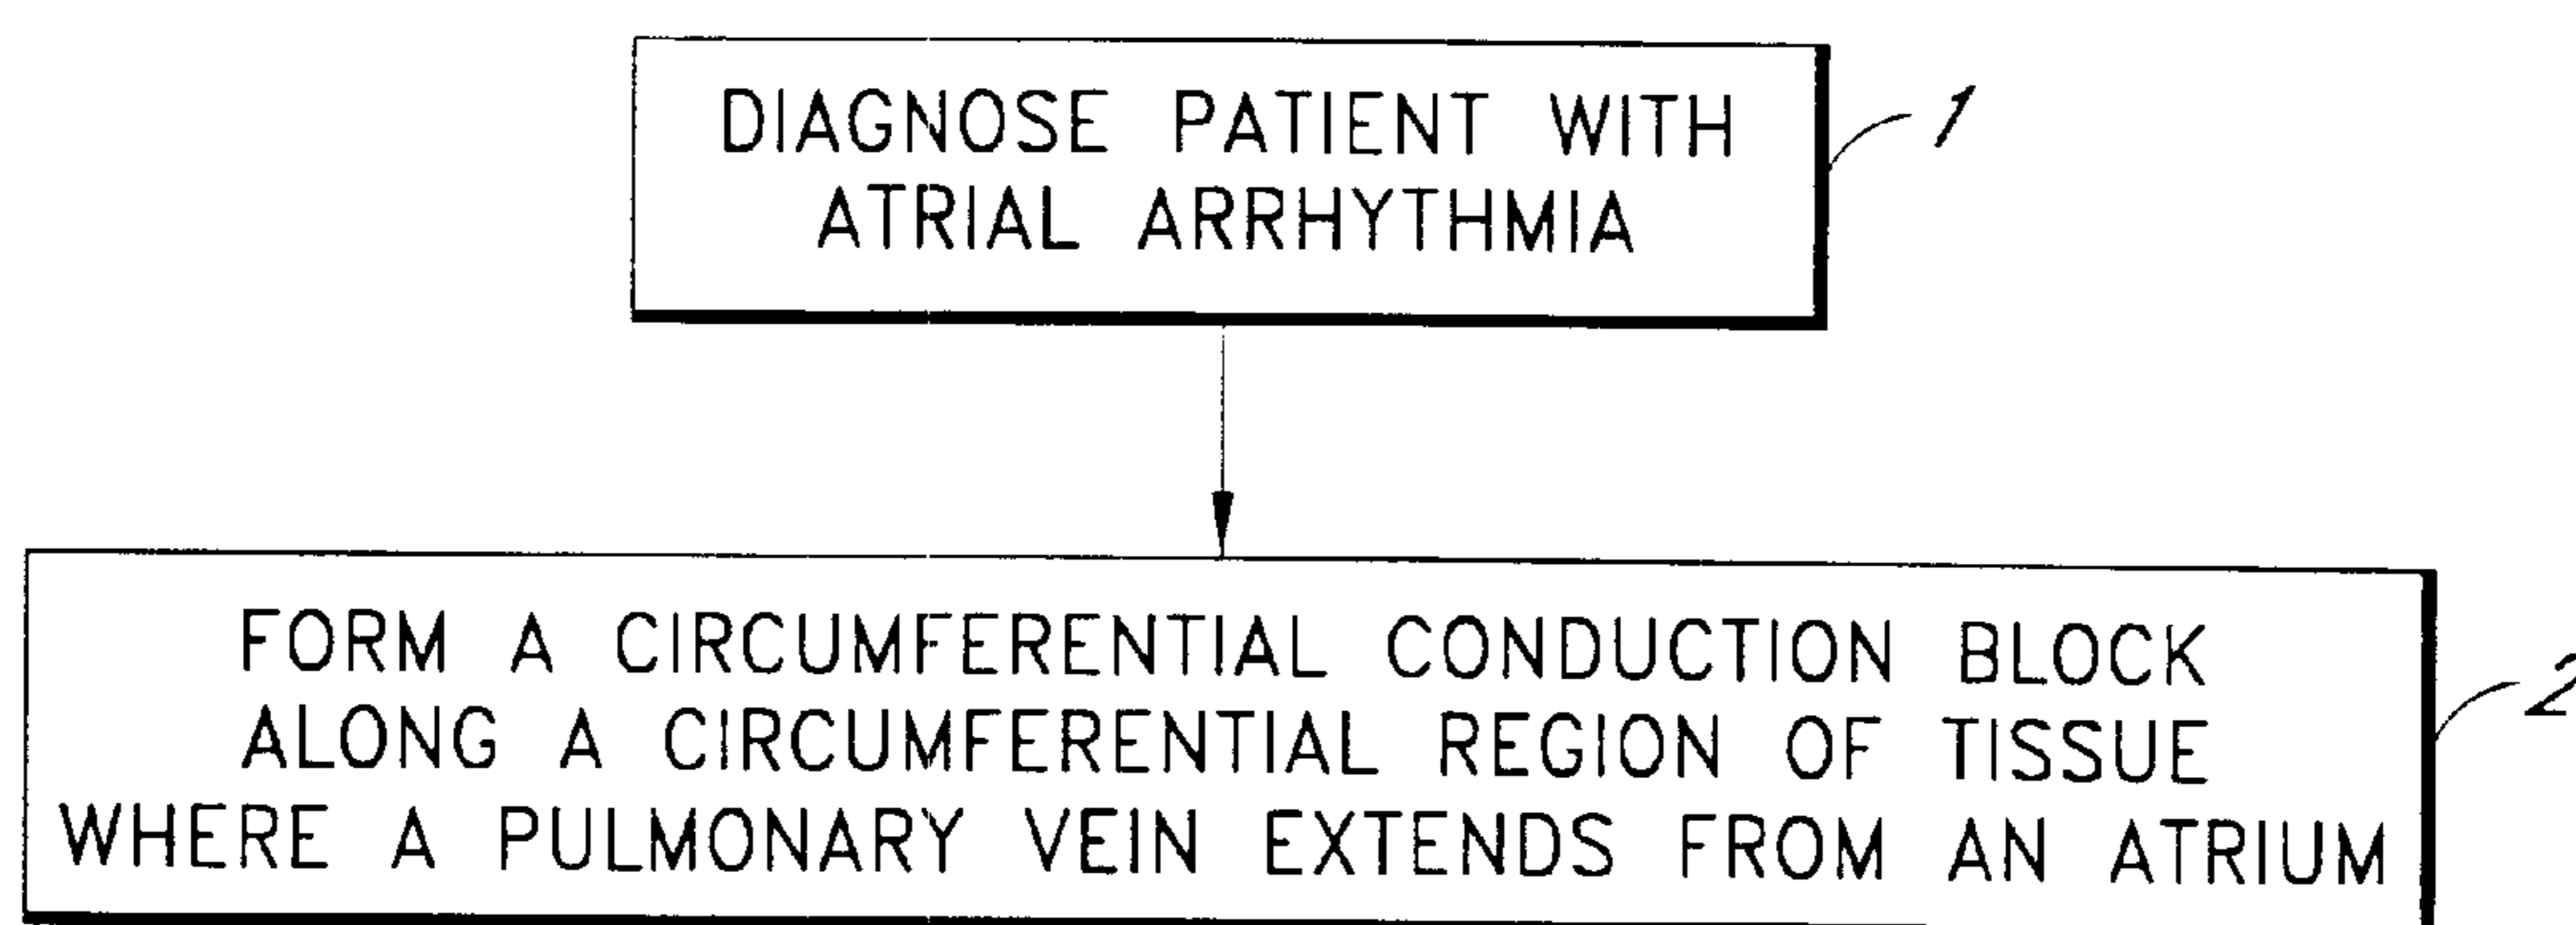 DIAGNOSE PATIENT WITH
ATRIAL ARRHYTHMIA
1
FORM A CIRCUMFERENTIAL CONDUCTION BLOCK
ALONG A CIRCUMFERENTIAL REGION OF TISSUE
WHERE A PULMONARY VEIN EXTENDS FROM AN ATRIUM
2